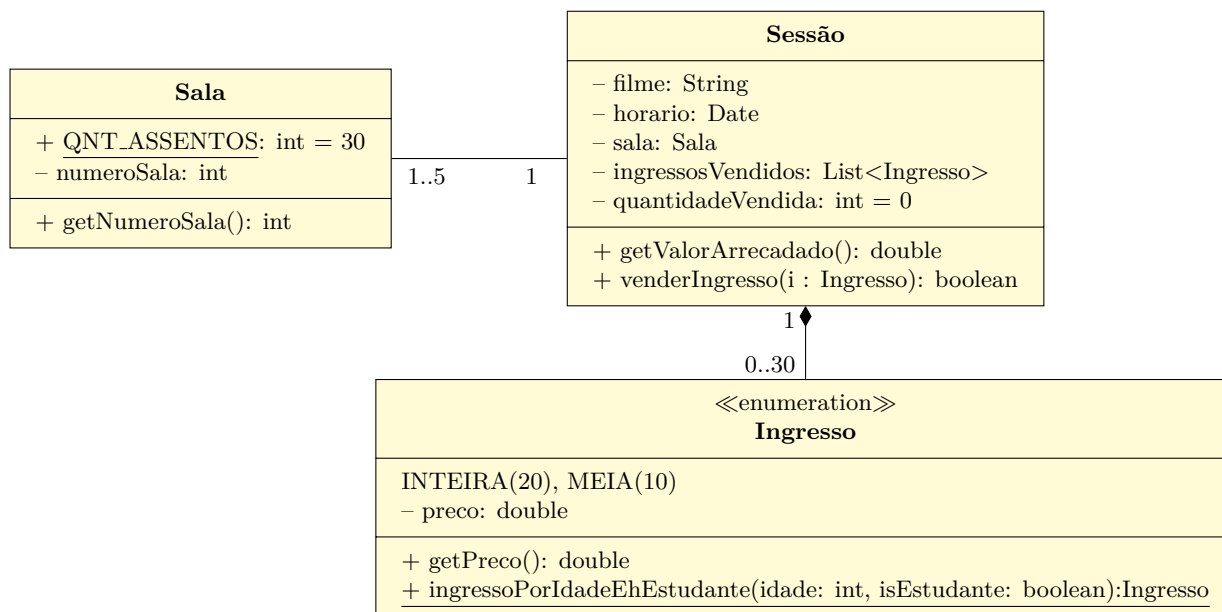 Sala
+ QNT_ASSENTOS: int = 30
– numeroSala: int
+ getNumeroSala(): int
1..5
1
Sessão
– filme: String
– horario: Date
– sala: Sala
– ingressosVendidos: List<Ingresso>
– quantidadeVendida: int = 0
+ getValorArrecadado(): double
+ venderIngresso(i : Ingresso): boolean
1
0..30
≪enumeration≫
Ingresso
INTEIRA(20), MEIA(10)
– preco: double
+ getPreco(): double
+ ingressoPorIdadeEhEstudante(idade: int, isEstudante: boolean):Ingresso